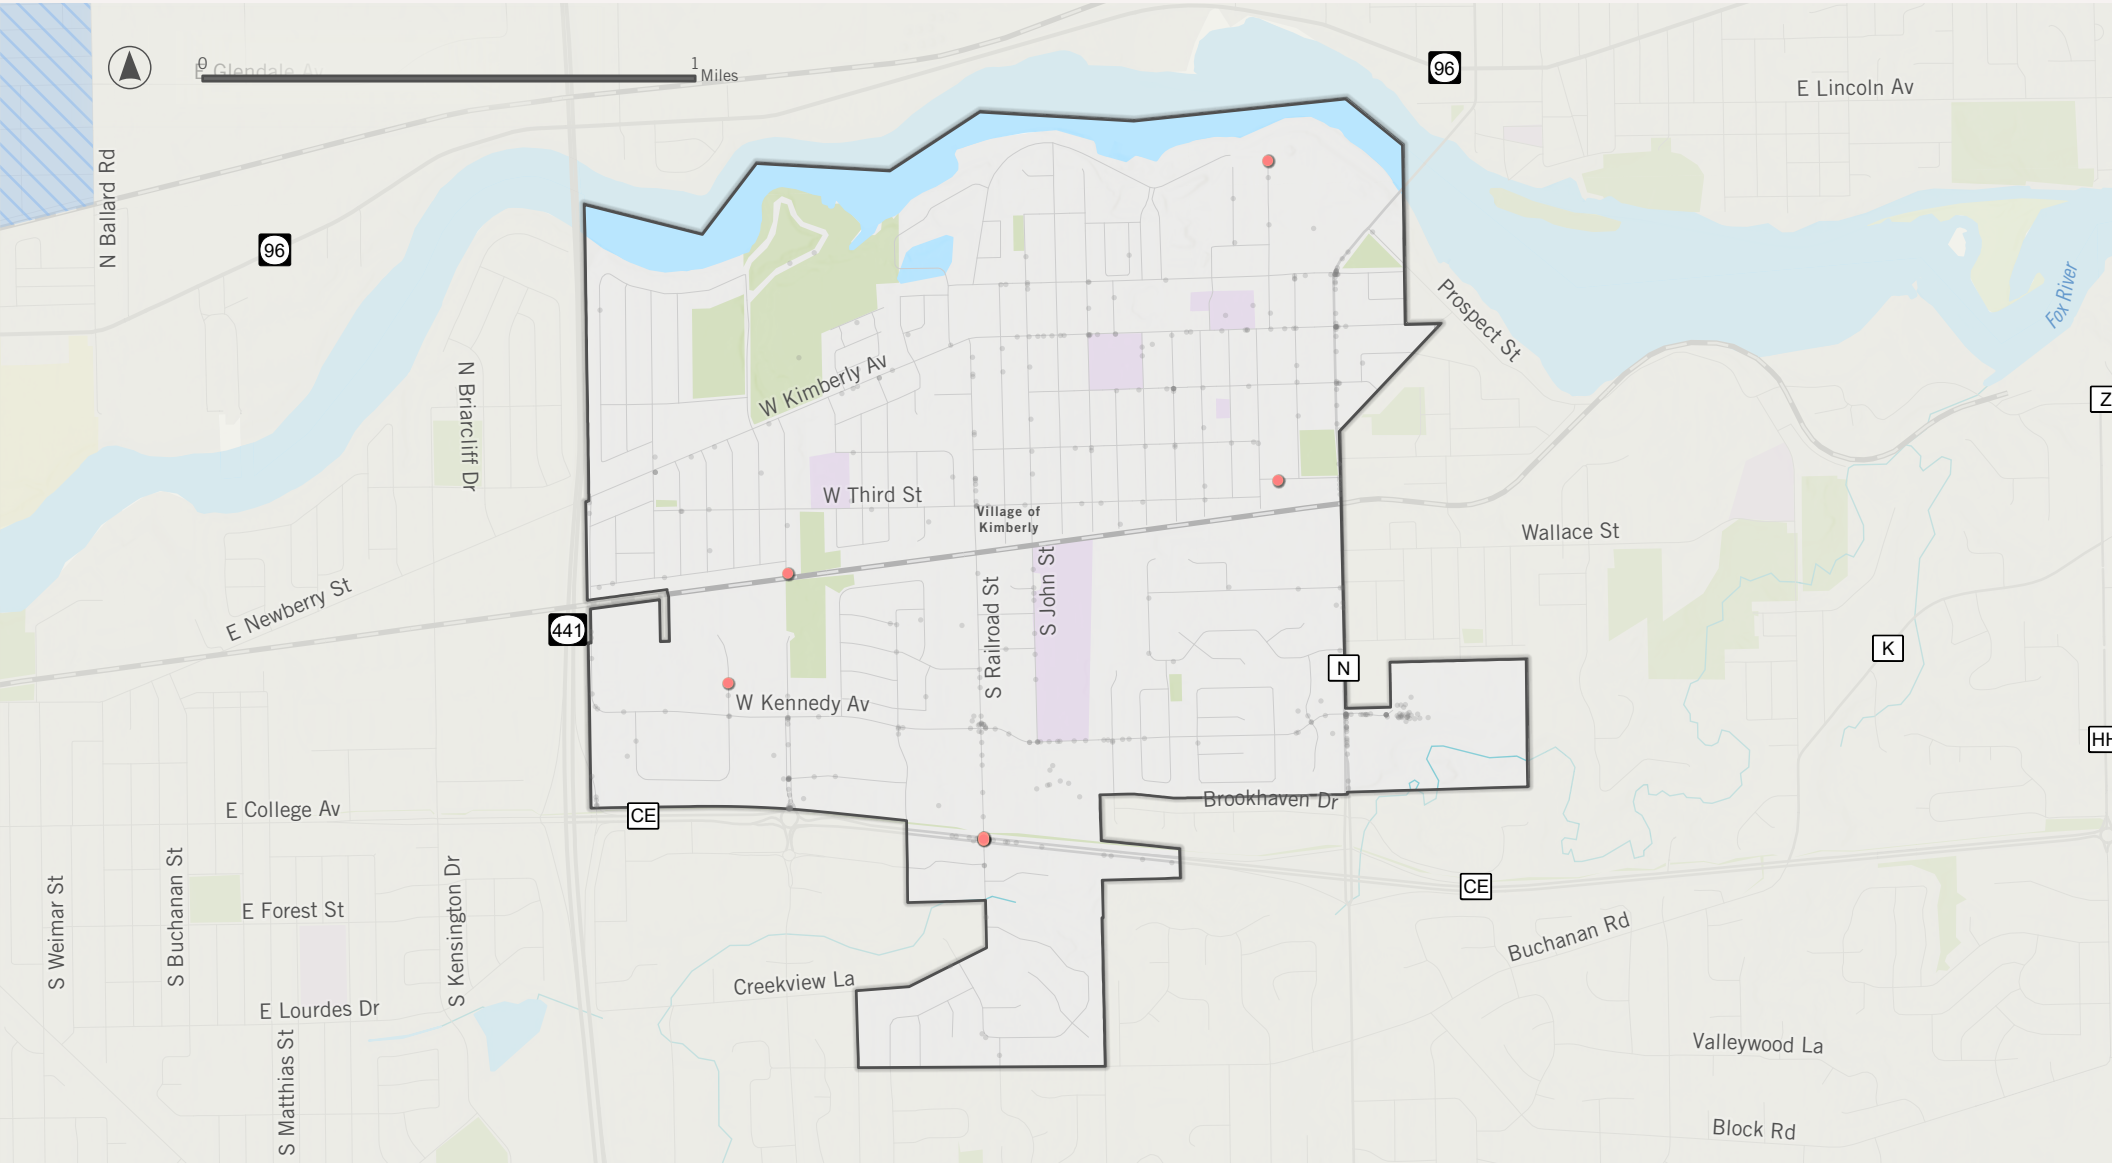 E Glendale Av
0
1
Miles
96
E Lincoln Av
N Ballard Rd
96
Fox River
Prospect St
N Briarcliff Dr
W Kimberly Av
Z
W Third St
Village of
Kimberly
Wallace St
E Newberry St
S John St
S Railroad St
441
K
N
W Kennedy Av
HH
E College Av
CE
Brookhaven Dr
S Weimar St
S Buchanan St
S Kensington Dr
E Forest St
CE
Buchanan Rd
Creekview La
E Lourdes Dr
S Matthias St
Valleywood La
Block Rd